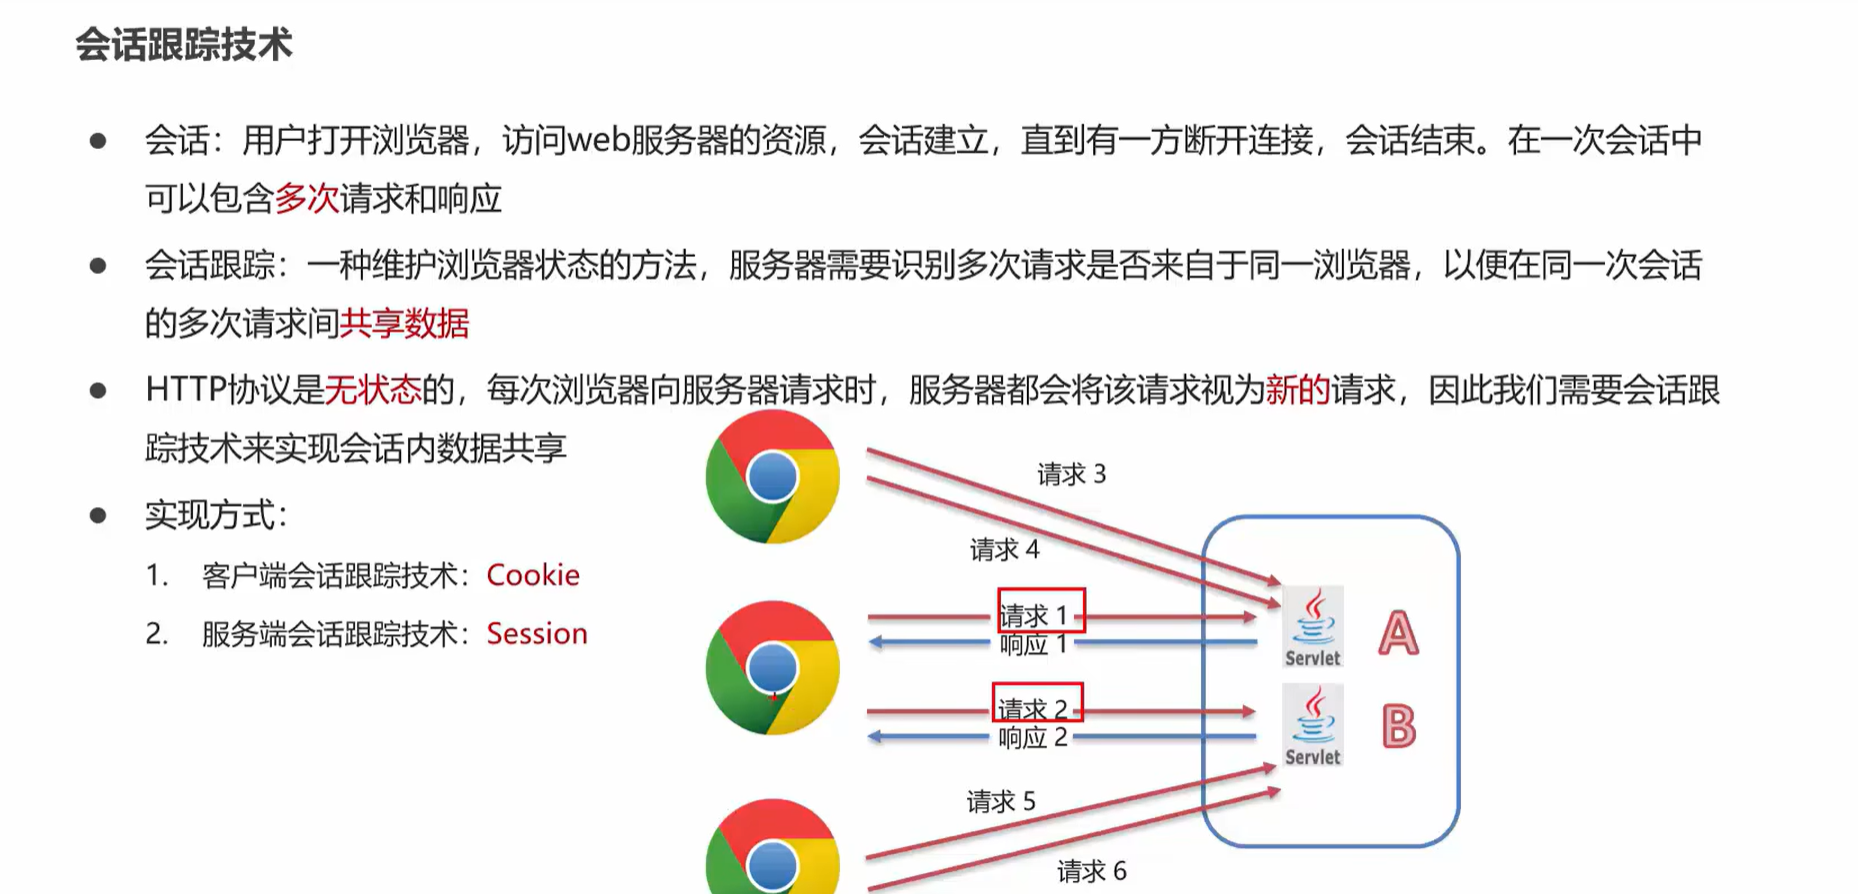 会话跟踪技术
● 会话：用户打开浏览器，访问web服务器的资源，会话建立，直到有一方断开连接，会话结束。在一次会话中
可以包含多次请求和响应
● 会话跟踪：一种维护浏览器状态的方法，服务器需要识别多次请求是否来自于同一浏览器，以便在同一次会话
的多次请求间共享数据
● HTTP协议是无状态的，每次浏览器向服务器请求时，服务器都会将该请求视为新的请求，因此我们需要会话跟
踪技术来实现会话内数据共享
● 实现方式：
1. 客户端会话跟踪技术：Cookie
2. 服务端会话跟踪技术：Session
请求 3
请求 4
请求 1
响应 1
Servlet
A
请求 2
响应 2
Servlet
B
请求 5
请求 6